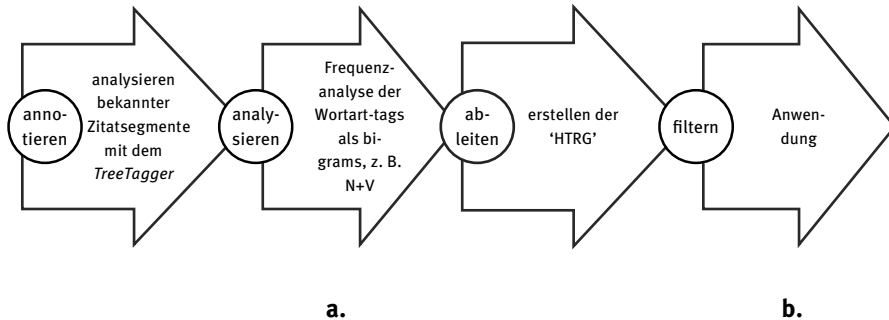 anno-
tieren
analysieren
bekannter
Zitatsegmente
mit dem
TreeTagger
analy-
sieren
Frequenz-
analyse der
Wortart-tags
als bi-
grams, z. B.
N+V
ab-
leiten
erstellen der
‘HTRG’
filtern
Anwen-
dung
a.
b.